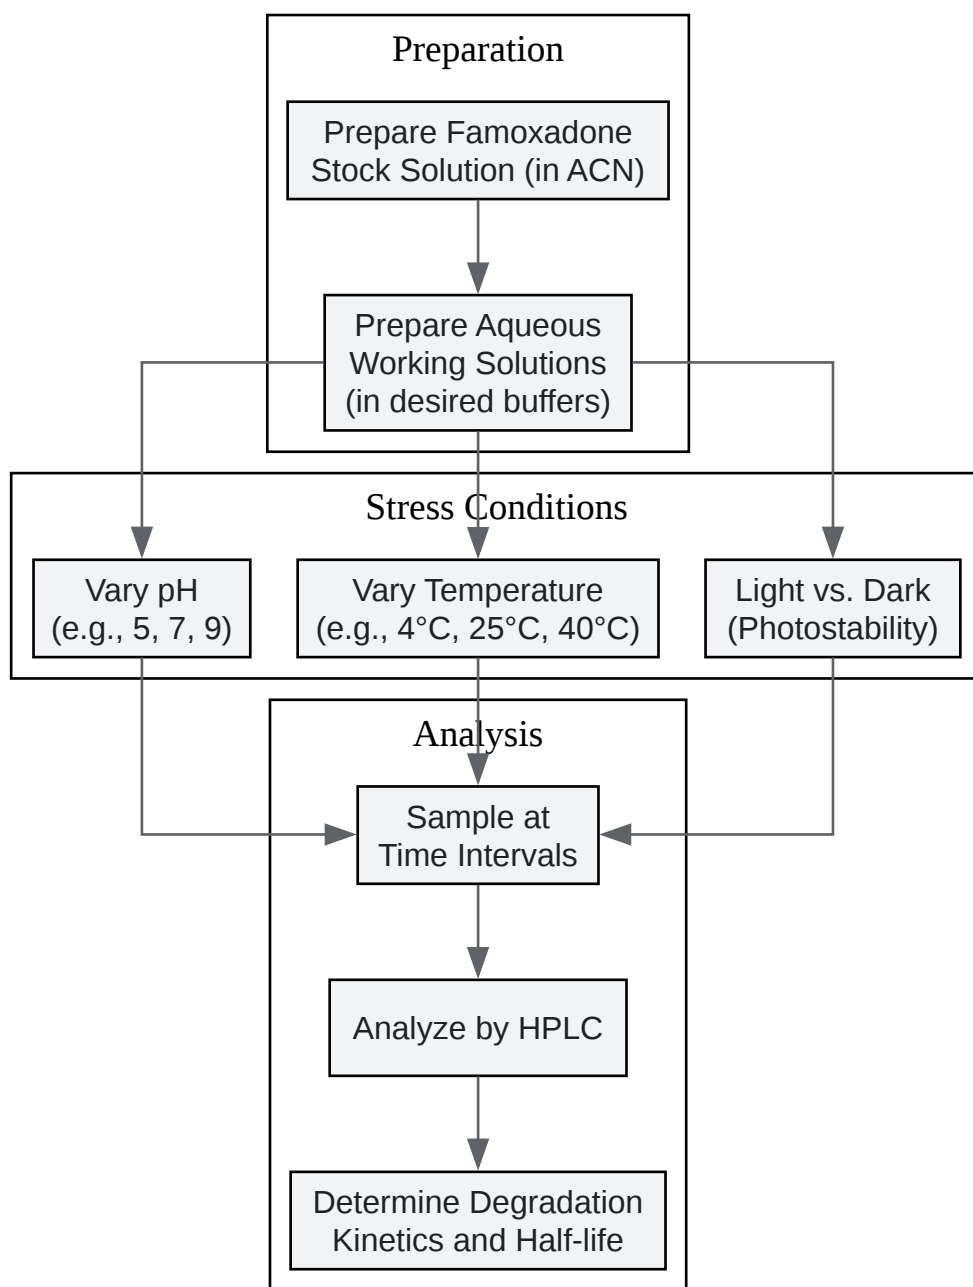 Preparation
Prepare Famoxadone
Stock Solution (in ACN)
Prepare Aqueous
Working Solutions
(in desired buffers)
Stress Conditions
Vary pH
(e.g., 5, 7, 9)
Vary Temperature
(e.g., 4°C, 25°C, 40°C)
Light vs. Dark
(Photostability)
Analysis
Sample at
Time Intervals
Analyze by HPLC
Determine Degradation
Kinetics and Half-life